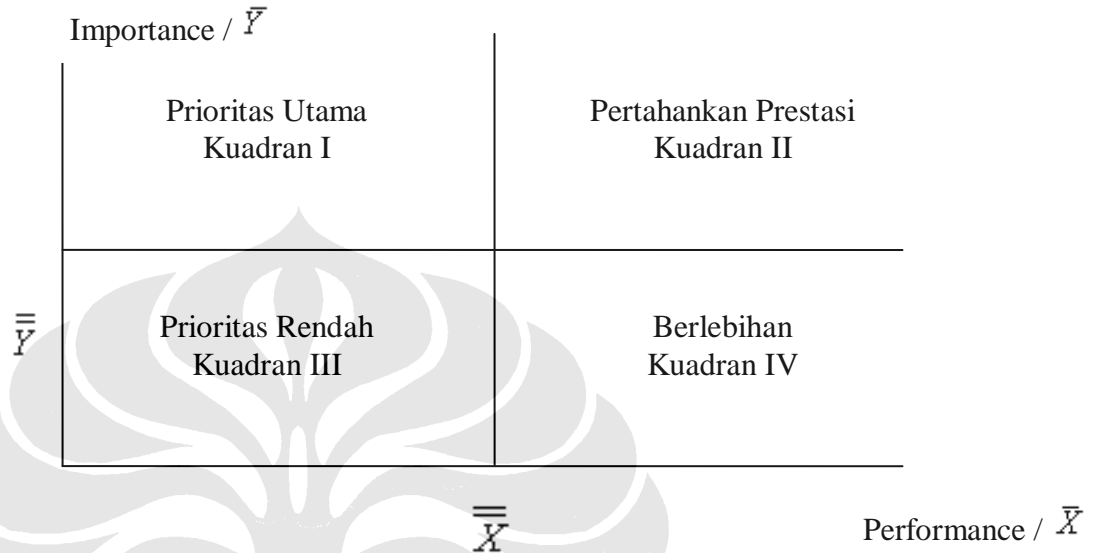 Importance / Y̅
Prioritas Utama
Kuadran I
Pertahankan Prestasi
Kuadran II
Y̿
Prioritas Rendah
Kuadran III
Berlebihan
Kuadran IV
X̿
Performance / X̅